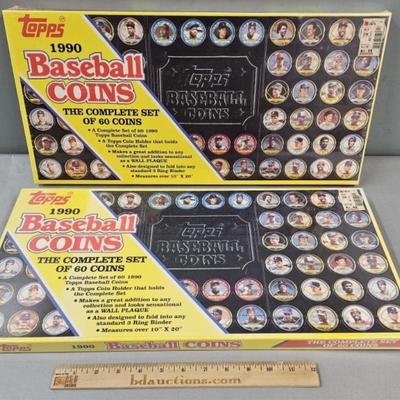 Topps
1990
Baseball
COINS
THE COMPLETE SET
OF 60 COINS
• A Complete Set of 60 1990
Topps Baseball Coins
• A Topps Coin Holder that holds
the Complete Set
• Makes a great addition to any
collection and looks sensational
as a WALL PLAQUE
• Also designed to fold into any
standard 3 Ring Binder
• Measures over 10" X 20"
TOPPS
BASEBALL
COINS
Topps
1990
Baseball
COINS
THE COMPLETE SET
OF 60 COINS
• A Complete Set of 60 1990
Topps Baseball Coins
• A Topps Coin Holder that holds
the Complete Set
• Makes a great addition to any
collection and looks sensational
as a WALL PLAQUE
• Also designed to fold into any
standard 3 Ring Binder
• Measures over 10" X 20"
TOPPS
BASEBALL
COINS
1990 Baseball COINS THE COMPLETE SET
OF 60 COINS
bdauctions.com